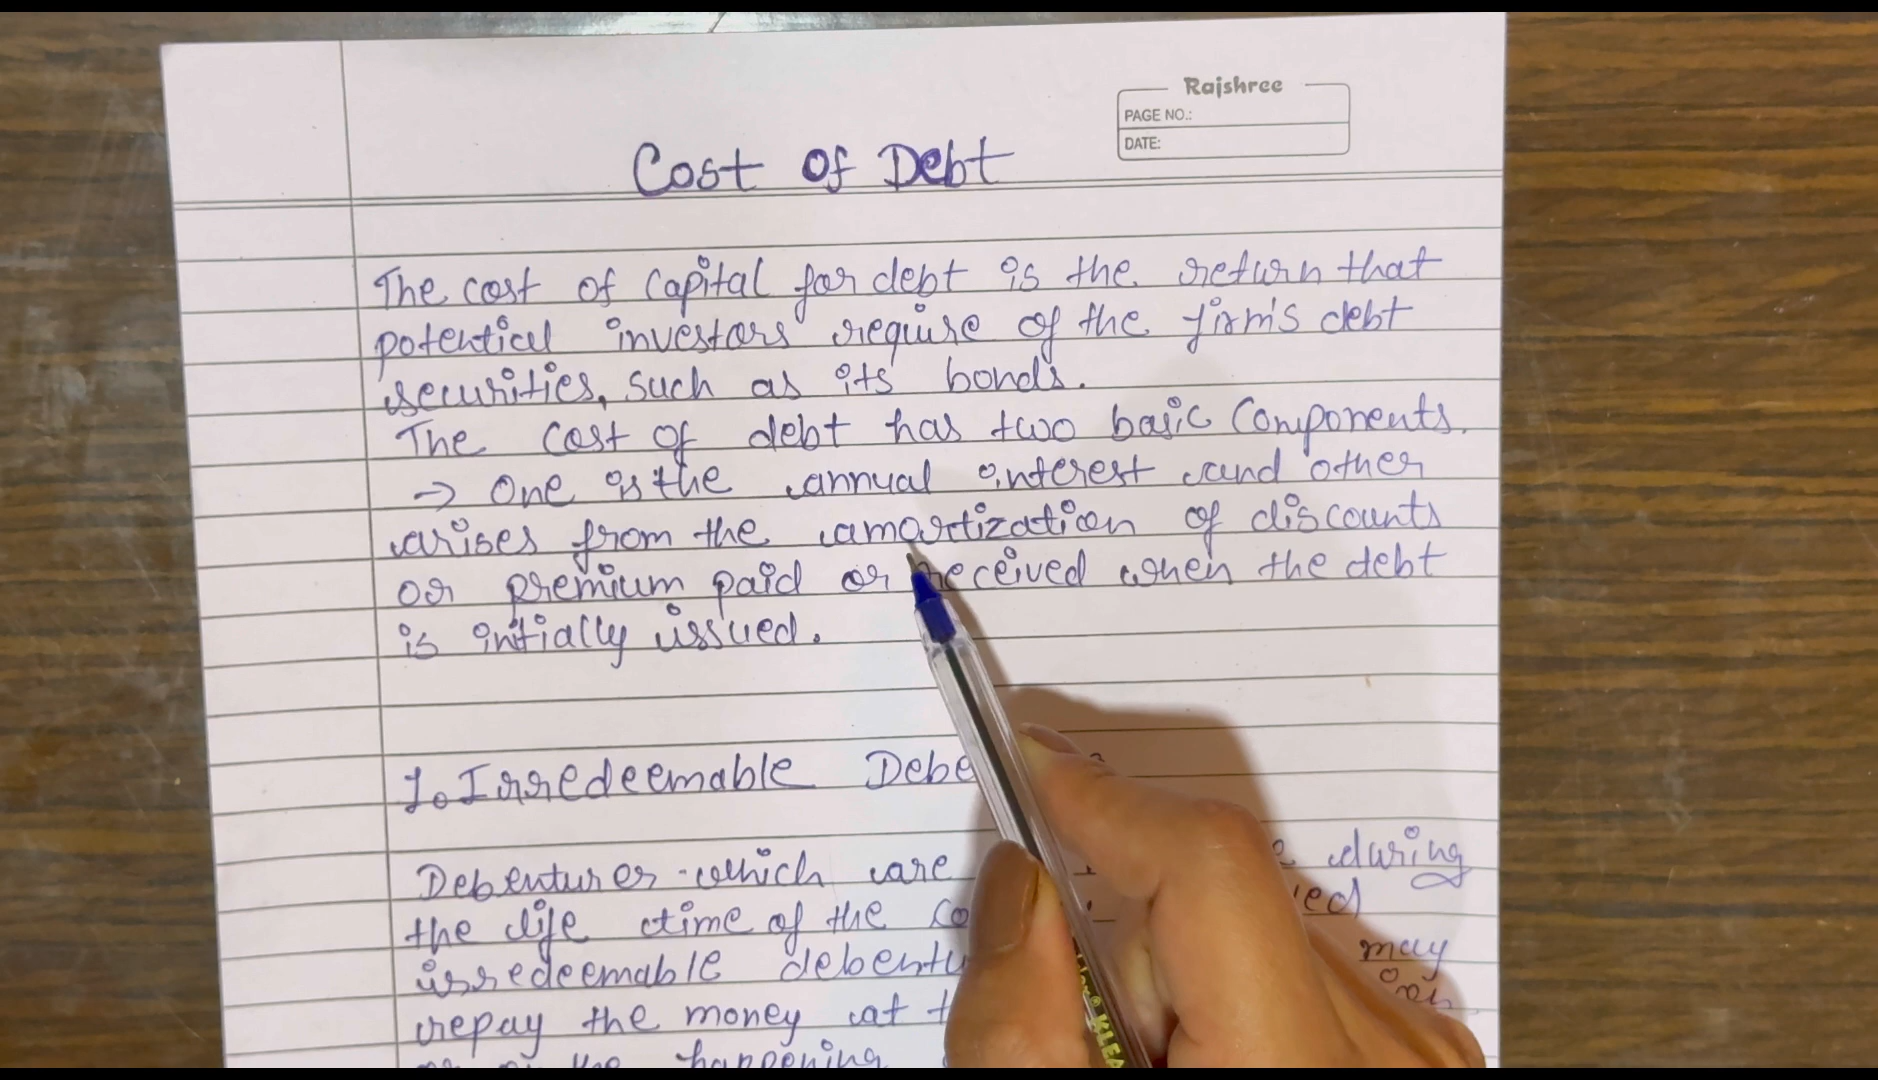 Rajshree
PAGE NO.:
DATE:
Cost Of Debt
The cost of Capital for debt is the return that
potential investors require of the firm's debt
securities, such as its bonds.
The Cost Of debt has two basic Components.
→ One is the annual interest and other
arises from the amortization of discounts
or premium paid or received when the debt
is initially issued.
1. Irredeemable
Debentures which are during
the life time of the
irredeemable may
repay the money at
the happening